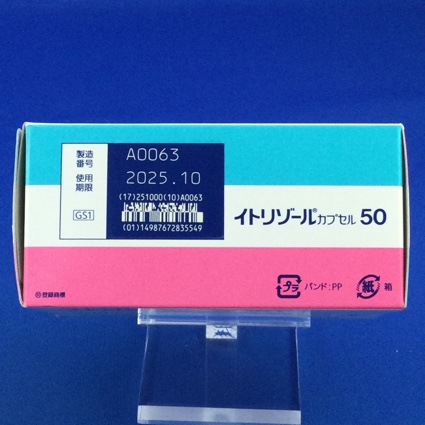 製造
番号
A0063
使用
期限
2025.10
(17)251000(10)A0063
GS1
(01)14987672835549
イトリゾール®カプセル50
プラ
バンド:PP
紙
箱
Ⓡ登録商標